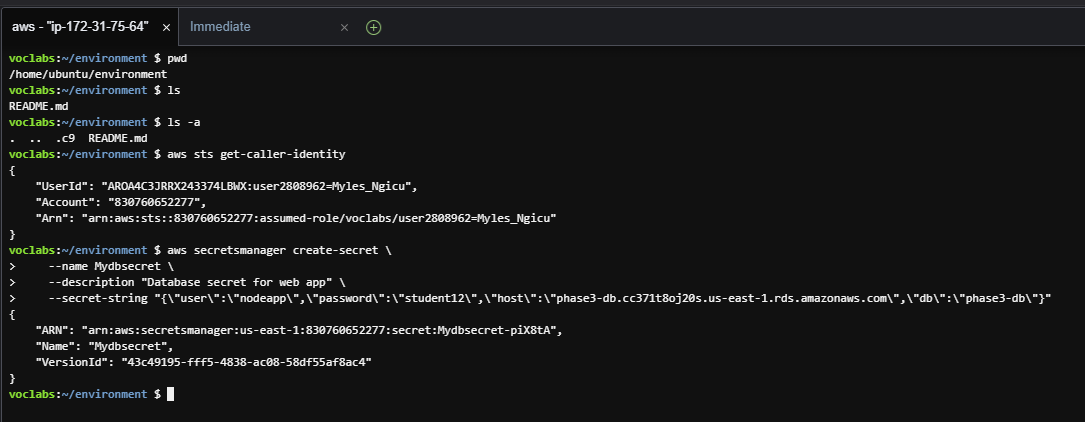 aws - "ip-172-31-75-64" × Immediate ×
voclabs:~/environment $ pwd
/home/ubuntu/environment
voclabs:~/environment $ ls
README.md
voclabs:~/environment $ ls -a
. .. .c9 README.md
voclabs:~/environment $ aws sts get-caller-identity
{
    "UserId": "AROA4C3JRRX243374LBWX:user2808962=Myles_Ngicu",
    "Account": "830760652277",
    "Arn": "arn:aws:sts::830760652277:assumed-role/voclabs/user2808962=Myles_Ngicu"
}
voclabs:~/environment $ aws secretsmanager create-secret \
>     --name Mydbsecret \
>     --description "Database secret for web app" \
>     --secret-string "{\"user\":\"nodeapp\",\"password\":\"student12\",\"host\":\"phase3-db.cc371t8oj20s.us-east-1.rds.amazonaws.com\",\"db\":\"phase3-db\"}"
{
    "ARN": "arn:aws:secretsmanager:us-east-1:830760652277:secret:Mydbsecret-piX8tA",
    "Name": "Mydbsecret",
    "VersionId": "43c49195-fff5-4838-ac08-58df55af8ac4"
}
voclabs:~/environment $